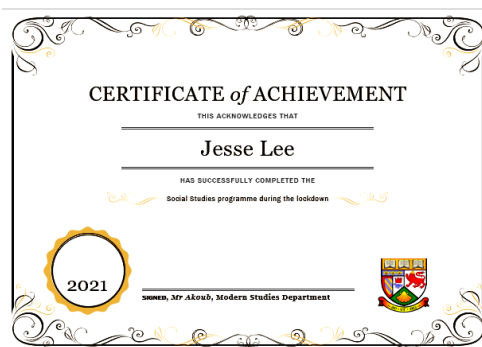 CERTIFICATE of ACHIEVEMENT
THIS ACKNOWLEDGES THAT
Jesse Lee
HAS SUCCESSFULLY COMPLETED THE
Social Studies programme during the lockdown
2021
SIGNED, Mr Akoub, Modern Studies Department